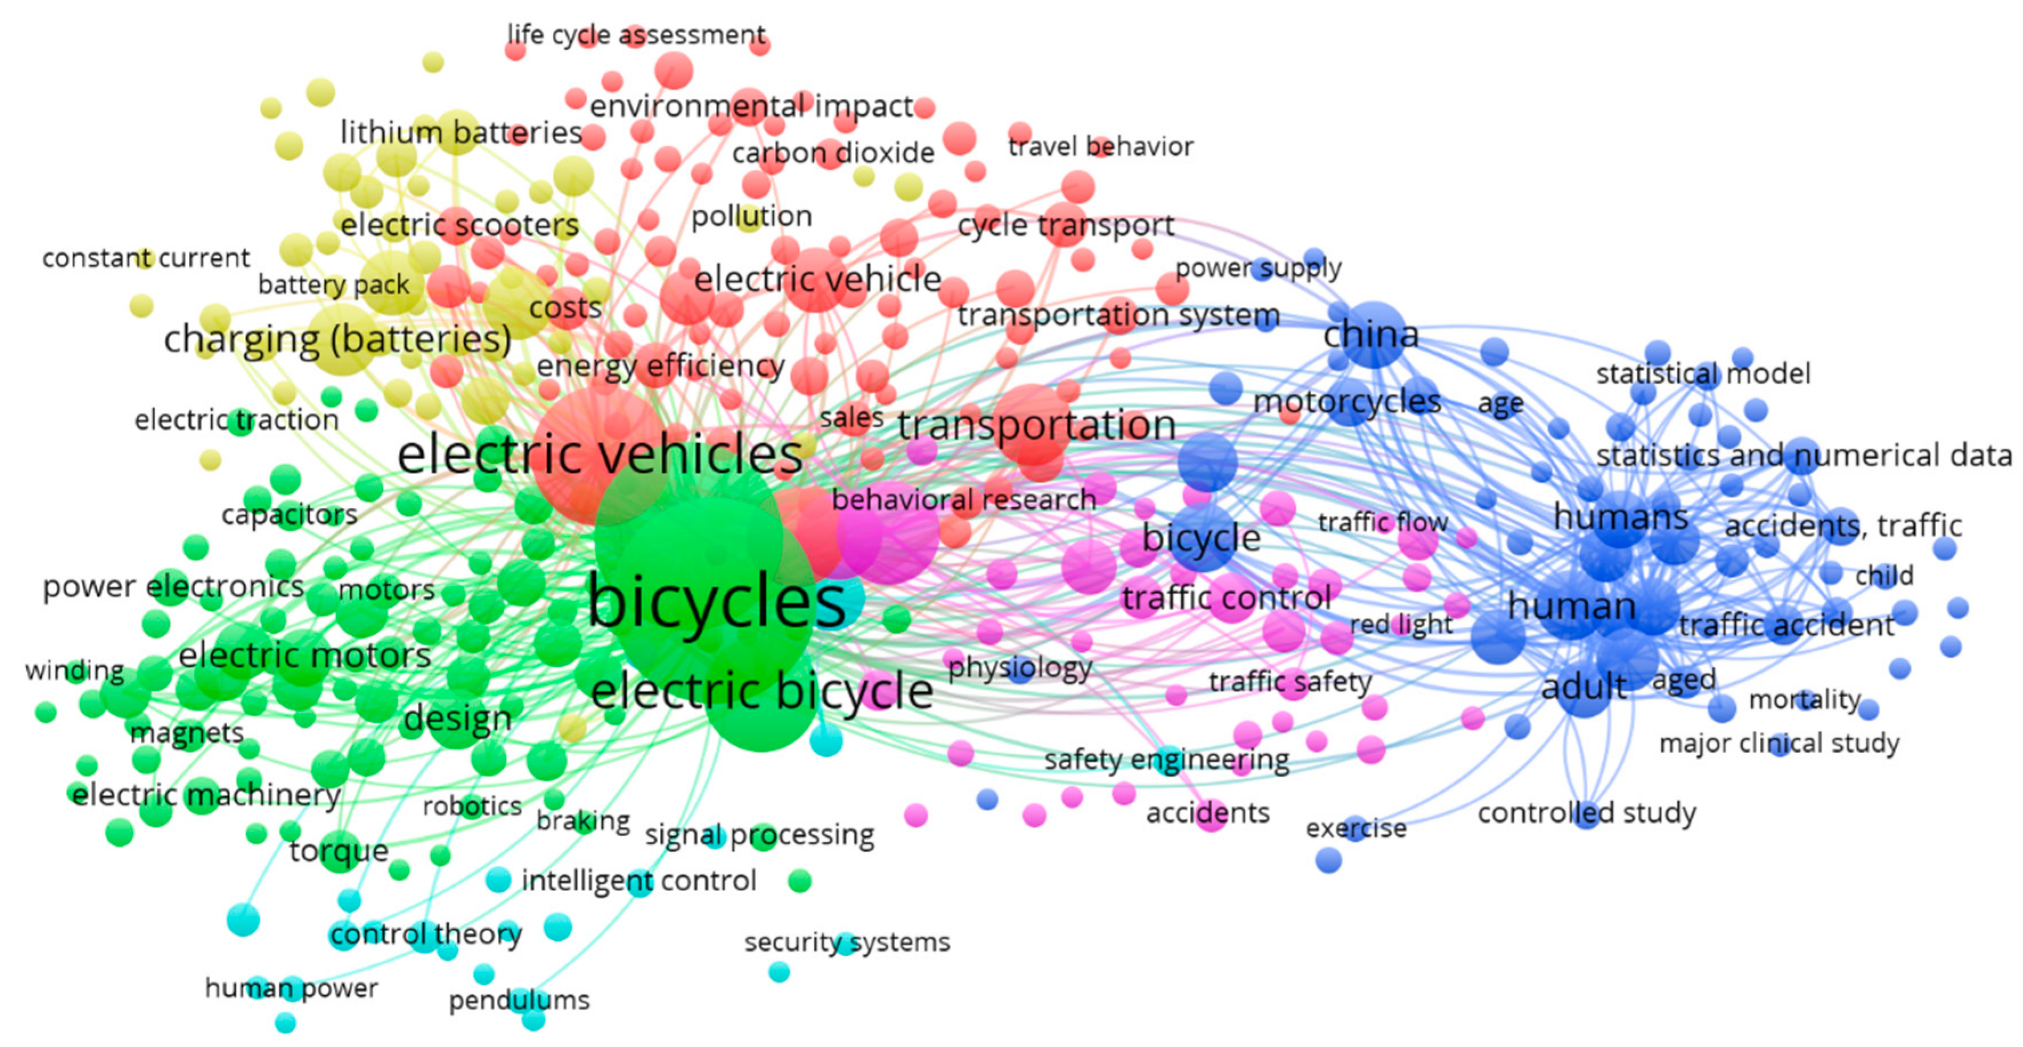 life cycle assessment
environmental impact
lithium batteries
travel behavior
carbon dioxide
pollution
electric scooters
cycle transport
constant current
power supply
battery pack
electric vehicle
costs
transportation system
china
charging (batteries)
energy efficiency
statistical model
motorcycles
age
electric traction
sales
transportation
electric vehicles
statistics and numerical data
behavioral research
capacitors
traffic flow
humans
accidents, traffic
bicycle
power electronics
motors
child
bicycles
traffic control
human
red light
traffic accident
electric motors
winding
physiology
traffic safety
aged
adult
electric bicycle
mortality
design
magnets
major clinical study
safety engineering
electric machinery
robotics
braking
accidents
controlled study
exercise
signal processing
torque
intelligent control
control theory
security systems
human power
pendulums